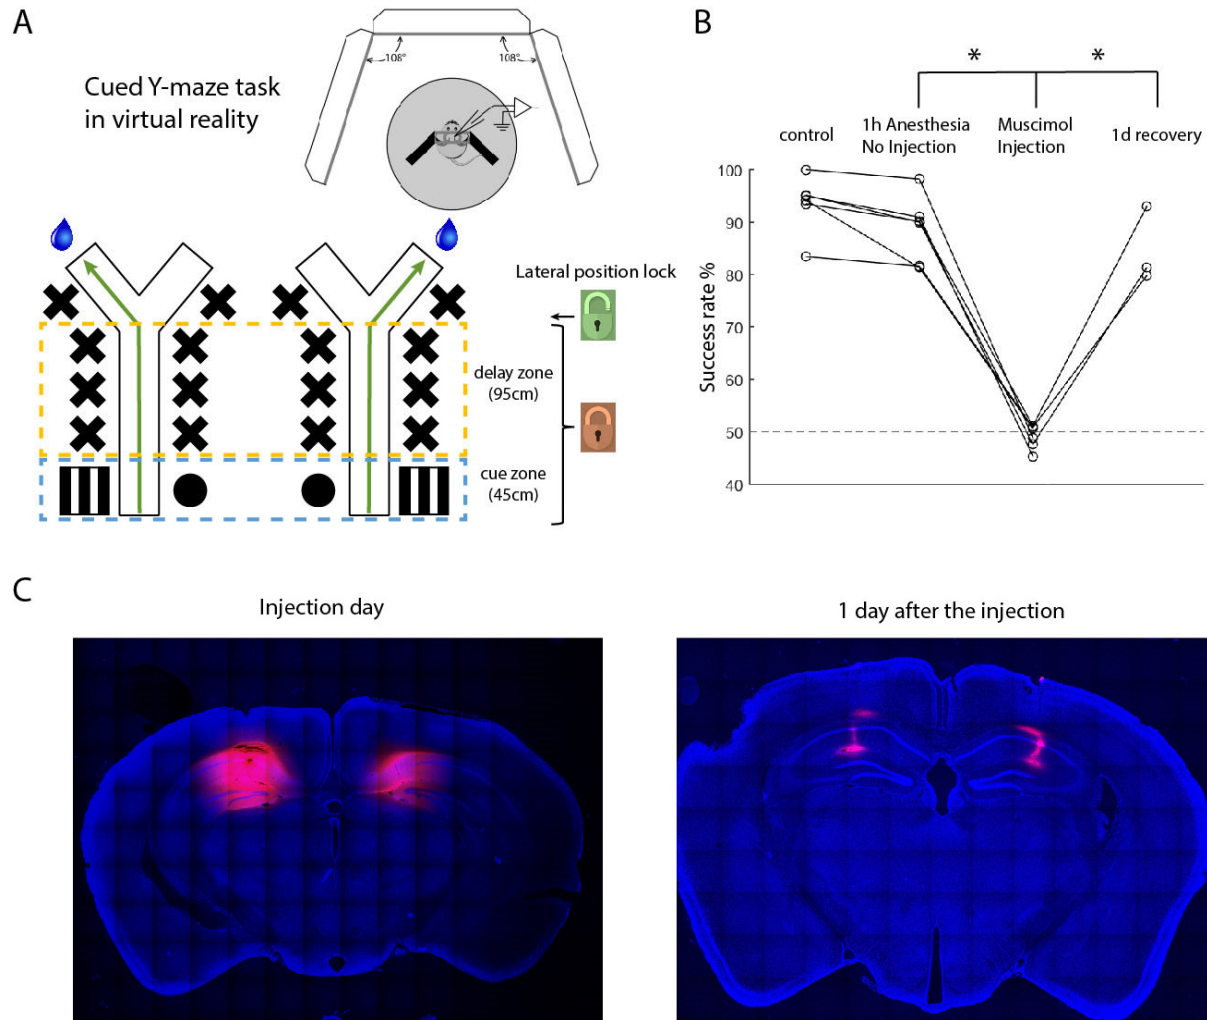 A
Cued Y-maze task
in virtual reality
108°
108°
Lateral position lock
delay zone
(95cm)
cue zone
(45cm)
B
*
*
control
1h Anesthesia
No Injection
Muscimol
Injection
1d recovery
Success rate %
100
90
80
70
60
50
40
C
Injection day
1 day after the injection